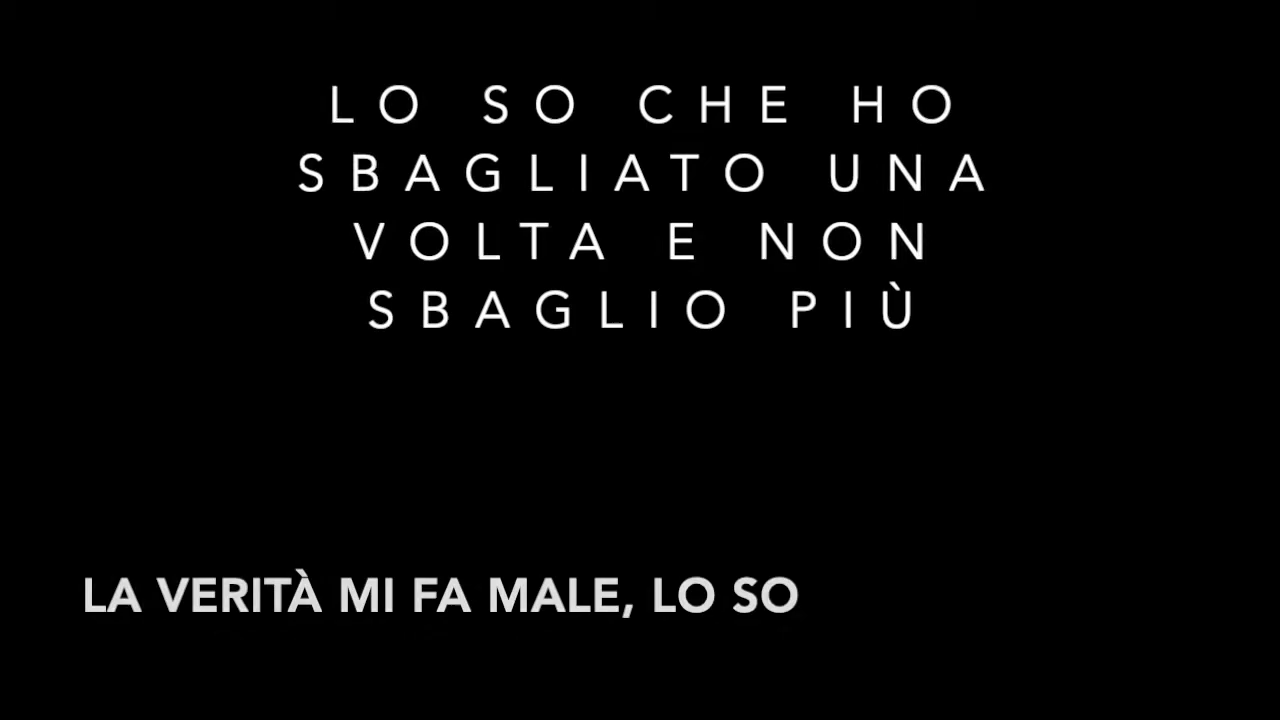 LO SO CHE HO
SBAGLIATO UNA
VOLTA E NON
SBAGLIO PIÙ
LA VERITÀ MI FA MALE, LO SO